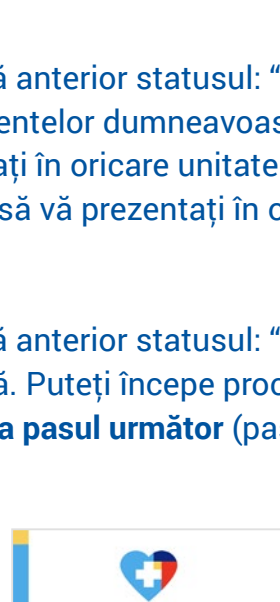 ă anterior statusul: “
entelor dumneavoas
ați în oricare unitate
să vă prezentați în o
ă anterior statusul: “
ă. Puteți începe proc
a pasul următor (pa